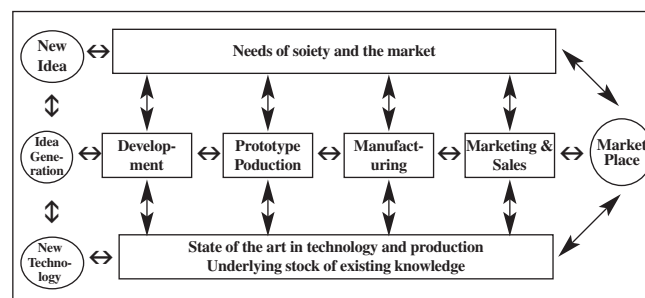 New
Idea
Needs of soiety and the market
Idea
Gene-
ration
Develop-
ment
Prototype
Poduction
Manufact-
uring
Marketing &
Sales
Market
Place
New
Techno-
logy
State of the art in technology and production
Underlying stock of existing knowledge